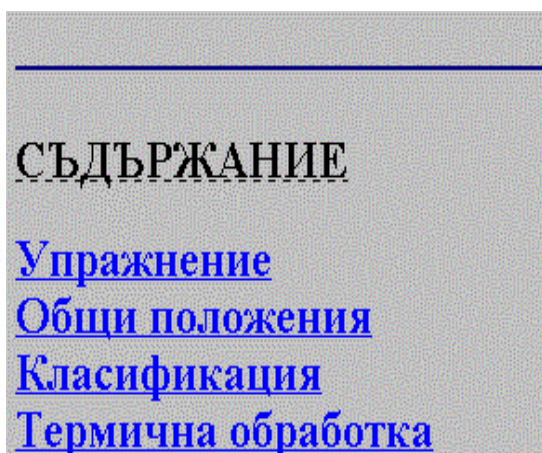 СЪДЪРЖАНИЕ
Упражнение
Общи положения
Класификация
Термична обработка